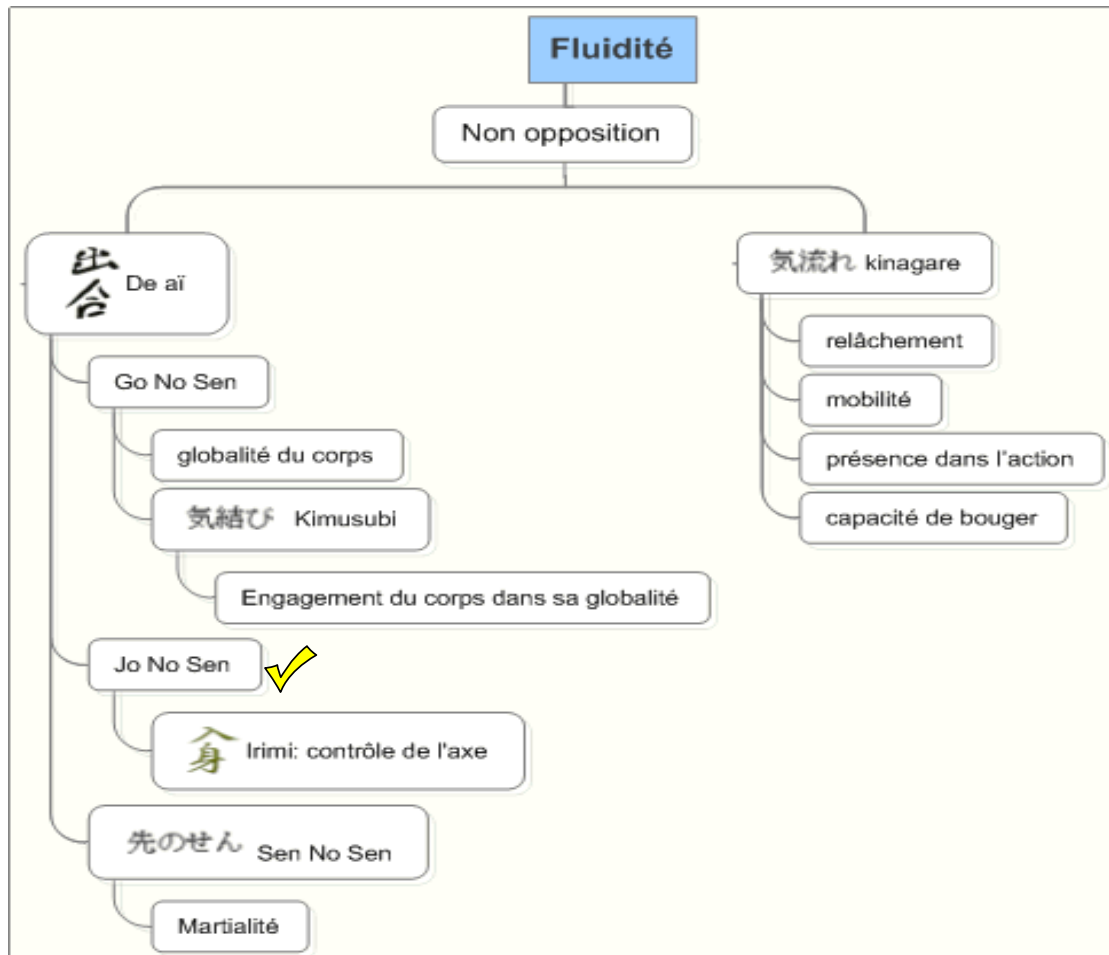 Fluidité
Non opposition
出合 De aï
気流れ kinagare
relâchement
mobilité
présence dans l'action
capacité de bouger
Go No Sen
globalité du corps
気結び Kimusubi
Engagement du corps dans sa globalité
Jo No Sen
入身 Irimi: contrôle de l'axe
先のせん Sen No Sen
Martialité